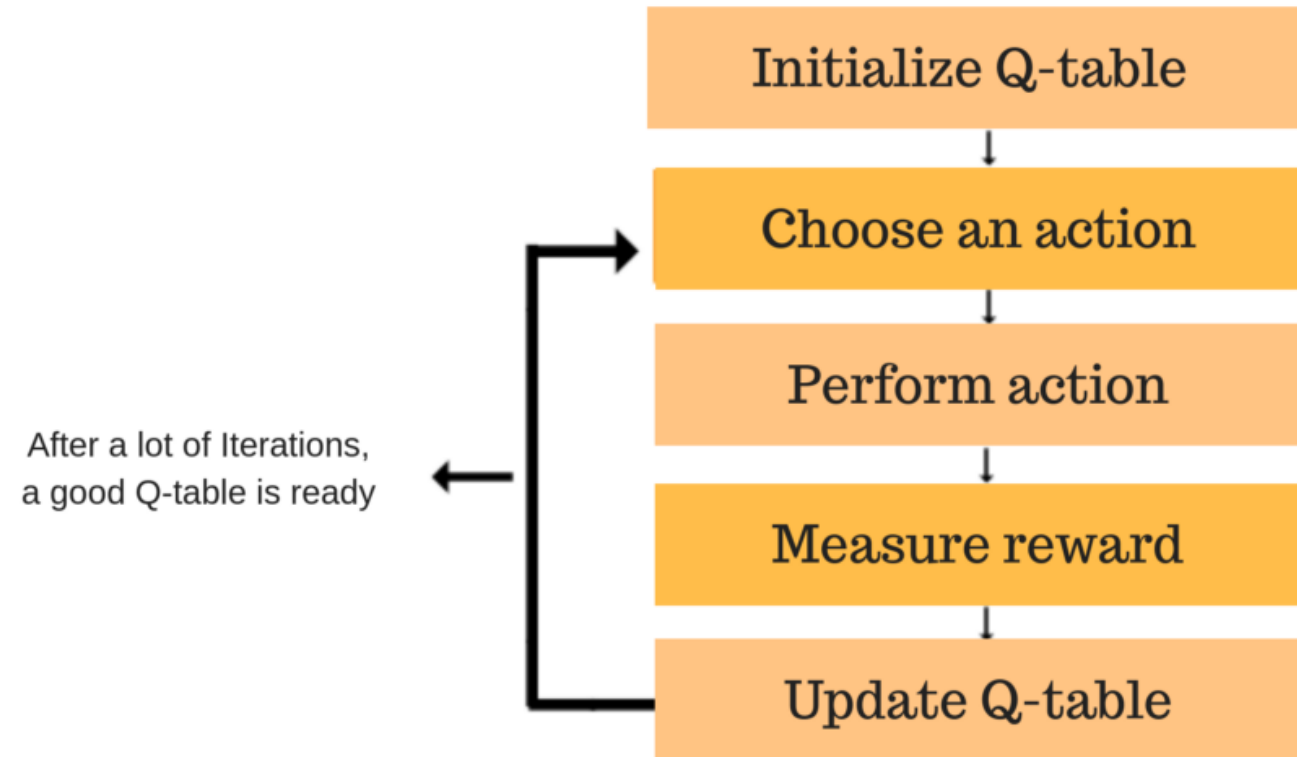 Initialize Q-table
Choose an action
Perform action
After a lot of Iterations,
a good Q-table is ready
Measure reward
Update Q-table